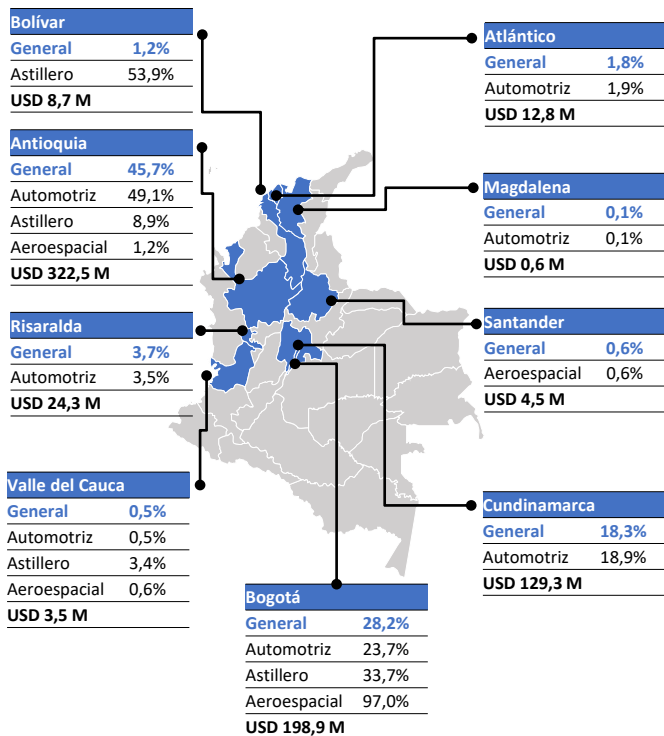 Bolívar
General 1,2%
Astillero 53,9%
USD 8,7 M
Antioquia
General 45,7%
Automotriz 49,1%
Astillero 8,9%
Aeroespacial 1,2%
USD 322,5 M
Risaralda
General 3,7%
Automotriz 3,5%
USD 24,3 M
Valle del Cauca
General 0,5%
Automotriz 0,5%
Astillero 3,4%
Aeroespacial 0,6%
USD 3,5 M
Bogotá
General 28,2%
Automotriz 23,7%
Astillero 33,7%
Aeroespacial 97,0%
USD 198,9 M
Atlántico
General 1,8%
Automotriz 1,9%
USD 12,8 M
Magdalena
General 0,1%
Automotriz 0,1%
USD 0,6 M
Santander
General 0,6%
Aeroespacial 0,6%
USD 4,5 M
Cundinamarca
General 18,3%
Automotriz 18,9%
USD 129,3 M